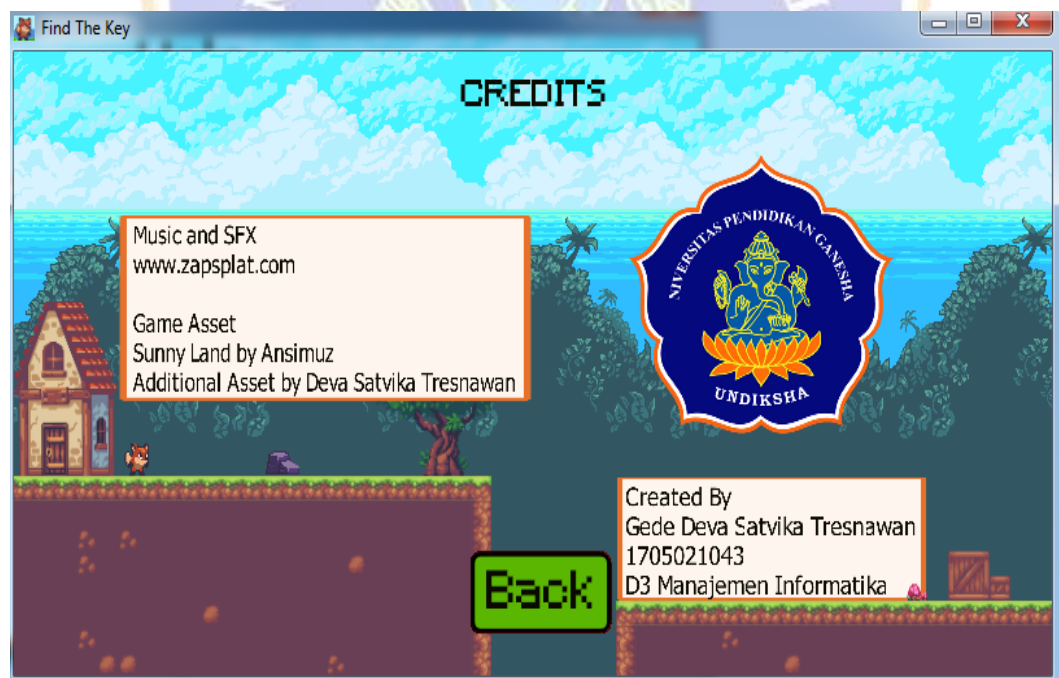 Find The Key
CREDITS
Music and SFX
www.zapsplat.com
Game Asset
Sunny Land by Ansimuz
Additional Asset by Deva Satvika Tresnawan
NIVERSITAS PENDIDIKAN GANESHA
UNDIKSHA
Created By
Gede Deva Satvika Tresnawan
1705021043
D3 Manajemen Informatika
Back